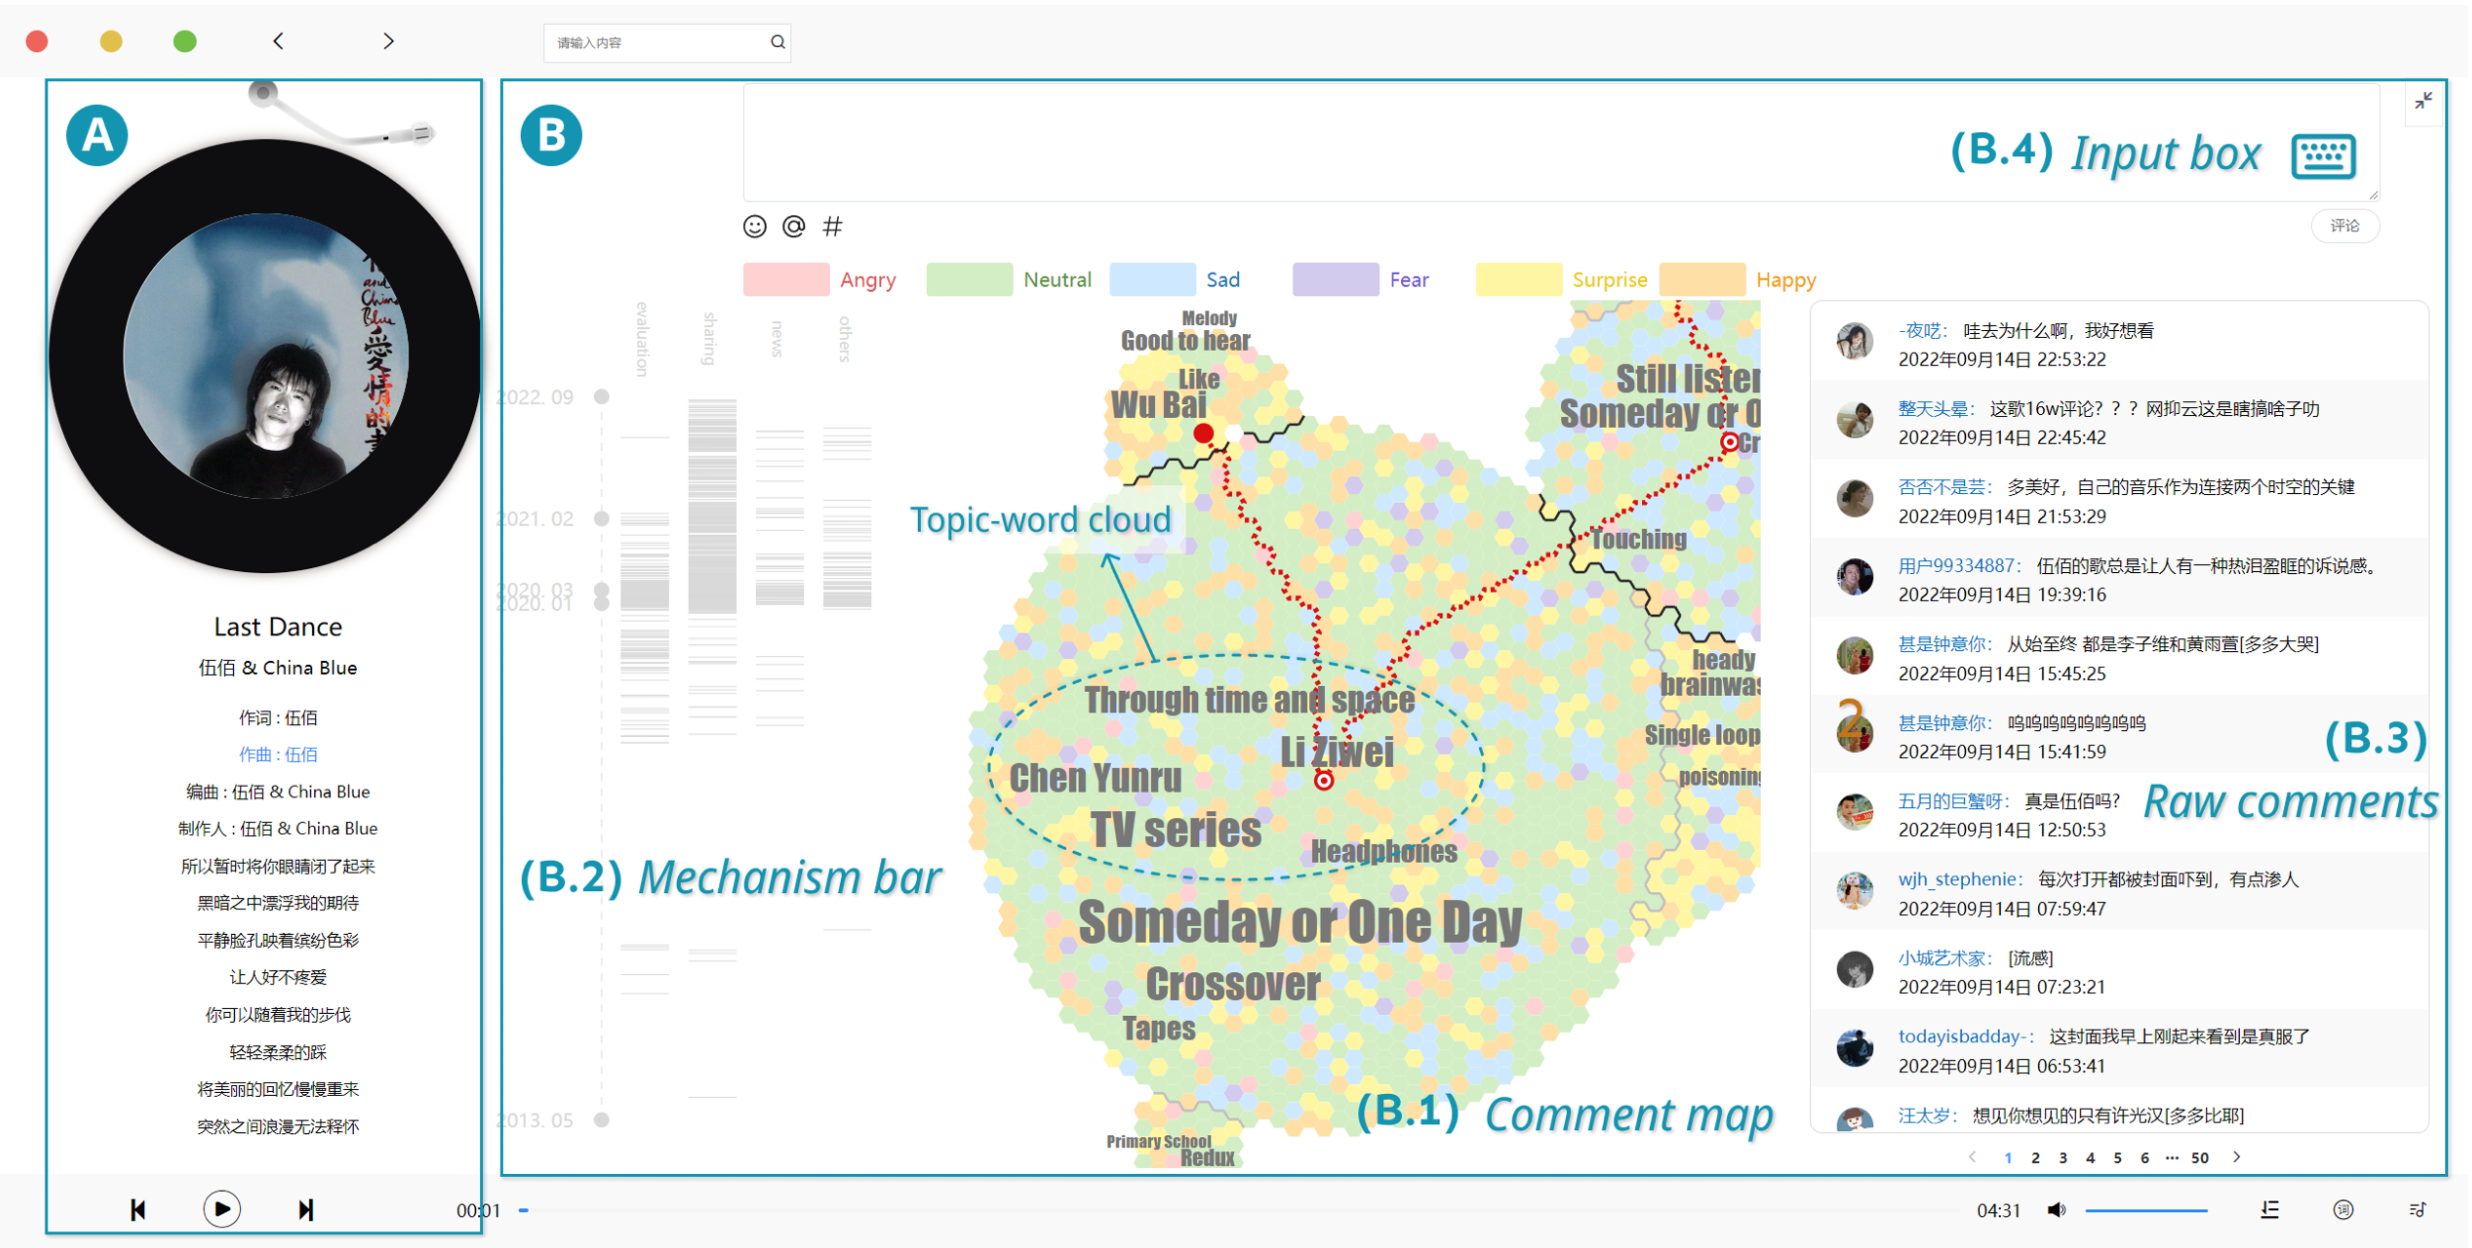 请输入内容
A
and
China
Blue
愛
情
的
Last Dance
伍佰 & China Blue
作词 : 伍佰
作曲 : 伍佰
编曲 : 伍佰 & China Blue
制作人 : 伍佰 & China Blue
所以暂时将你眼睛闭了起来
黑暗之中漂浮我的期待
平静脸孔映着缤纷色彩
让人好不疼爱
你可以随着我的步伐
轻轻柔柔的踩
将美丽的回忆慢慢重来
突然之间浪漫无法释怀
B
(B.4) Input box
@ #
评论
Angry
Neutral
Sad
Fear
Surprise
Happy
evaluation
sharing
news
others
2022. 09
2021. 02
2020. 03
2020. 01
2013. 05
(B.2) Mechanism bar
Melody
Good to hear
Like
Wu Bai
Topic-word cloud
Through time and space
Li Ziwei
Chen Yunru
TV series
Headphones
Someday or One Day
Crossover
Tapes
Primary School
Redux
Still listen
Someday or O
Cr
Touching
heady
brainwas
Single loop
poisoning
(B.1) Comment map
-夜呓： 哇去为什么啊，我好想看
2022年09月14日 22:53:22
整天头晕： 这歌16w评论？？？网抑云这是瞎搞啥子叻
2022年09月14日 22:45:42
否否不是芸： 多美好，自己的音乐作为连接两个时空的关键
2022年09月14日 21:53:29
用户99334887： 伍佰的歌总是让人有一种热泪盈眶的诉说感。
2022年09月14日 19:39:16
甚是钟意你： 从始至终 都是李子维和黄雨萱[多多大哭]
2022年09月14日 15:45:25
2
甚是钟意你： 呜呜呜呜呜呜呜呜
2022年09月14日 15:41:59
(B.3)
Raw comments
五月的巨蟹呀： 真是伍佰吗?
2022年09月14日 12:50:53
wjh_stephenie： 每次打开都被封面吓到，有点渗人
2022年09月14日 07:59:47
小城艺术家： [流感]
2022年09月14日 07:23:21
todayisbadday-： 这封面我早上刚起来看到是真服了
2022年09月14日 06:53:41
汪太岁： 想见你想见的只有许光汉[多多比耶]
1 2 3 4 5 6 ··· 50
00:01
04:31
词